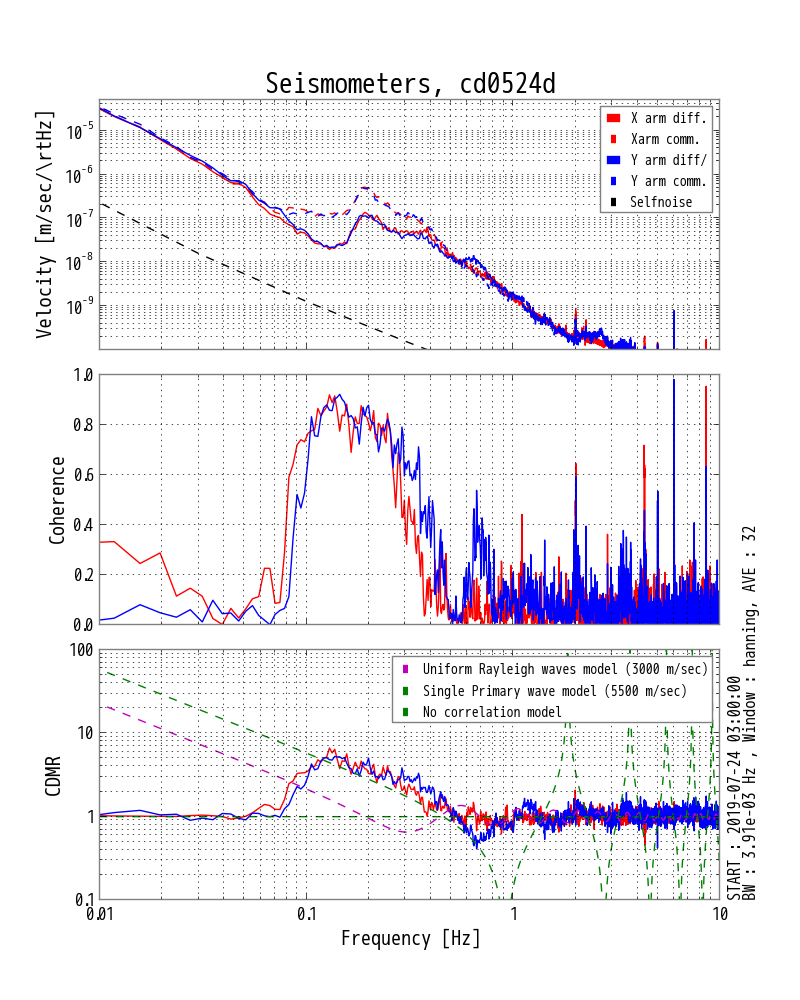 Seismometers, cd0524d
Velocity [m/sec/\rtHz]
10^-5
10^-6
10^-7
10^-8
10^-9
X arm diff.
Xarm comm.
Y arm diff/
Y arm comm.
Selfnoise
Coherence
1.0
0.8
0.6
0.4
0.2
0.0
CDMR
100
10
1
0.1
Uniform Rayleigh waves model (3000 m/sec)
Single Primary wave model (5500 m/sec)
No correlation model
0.01 0.1 1 10
Frequency [Hz]
START : 2019-07-24 03:00:00
BW : 3.91e-03 Hz , Window : hanning, AVE : 32